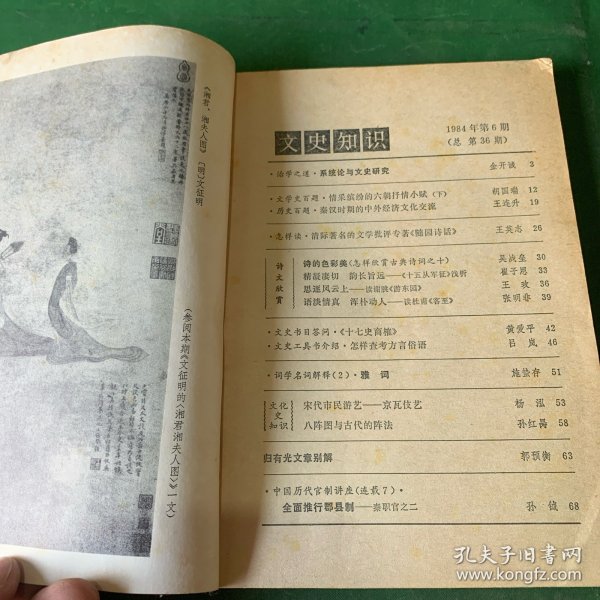 《湘君、湘夫人图》 〔明〕文征明
（参阅本期《文征明的〈湘君湘夫人图〉》一文）
文史知识
1984年第6期
（总 第36期）
·治学之道·系统论与文史研究 金开诚 3
·文学史百题·情采缤纷的六朝抒情小赋（下） 胡国瑞 12
·历史百题·秦汉时期的中外经济文化交流 王连升 19
·怎样读·清际著名的文学批评专著《随园诗话》 王英志 26
诗文欣赏
诗的色彩美（怎样欣赏古典诗词之十） 吴战垒 30
精凝廣切 韵长旨远——《十五从军征》浅析 崔子恩 33
思逐风云上——读谢朓《游东园》 王玫 36
语淡情真 浑朴动人——读杜甫《客至》 张明非 39
·文史书目答问·《十七史商榷》 黄爱平 42
·文史工具书介绍·怎样查考方言俗语 吕岚 46
·词学名词解释（2）·雅 词 施蛰存 51
文化史知识
宋代市民游艺——京瓦伎艺 杨泓 53
八阵图与古代的阵法 孙红昺 58
归有光文章别解 郭预衡 63
·中国历代官制讲座（连载7）·
全面推行郡县制——秦职官之二 孙钺 68
孔夫子旧书网
www.kongfz.com